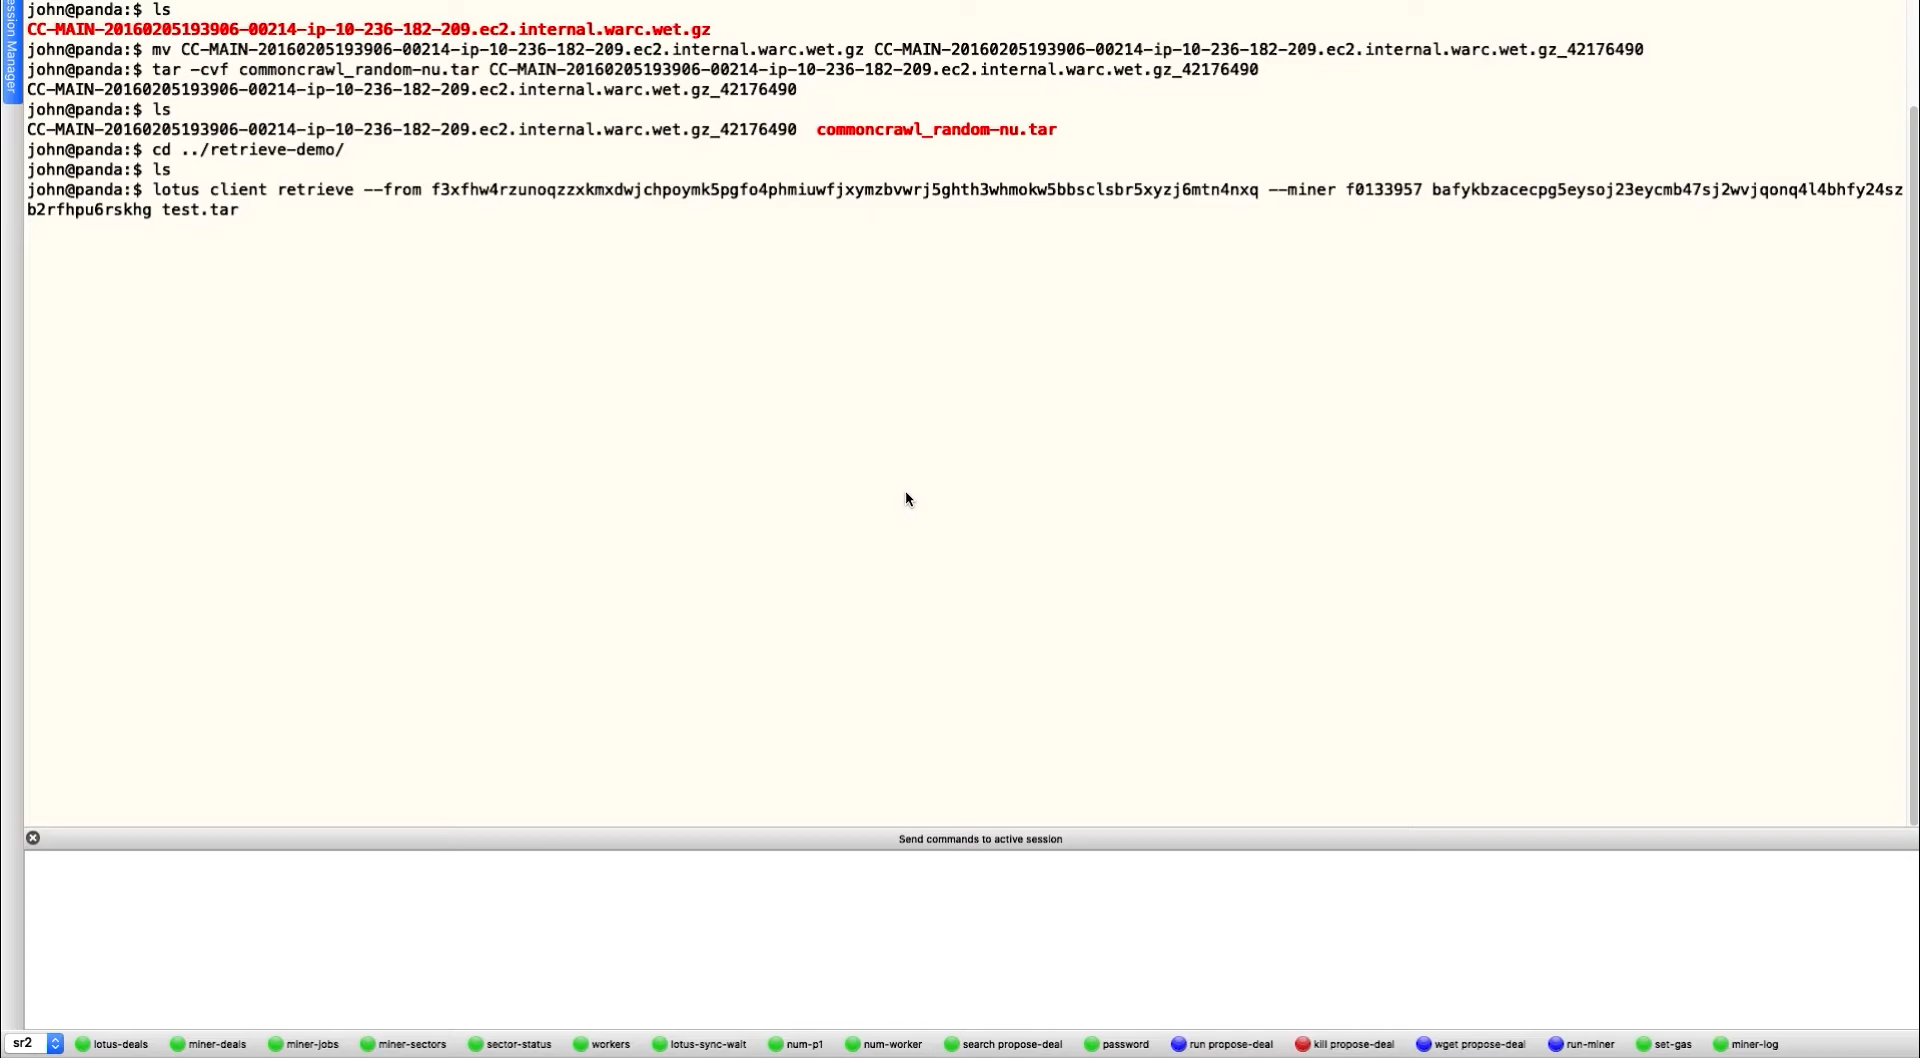 ession Manager
john@panda:$ ls
CC-MAIN-20160205193906-00214-ip-10-236-182-209.ec2.internal.warc.wet.gz
john@panda:$ mv CC-MAIN-20160205193906-00214-ip-10-236-182-209.ec2.internal.warc.wet.gz CC-MAIN-20160205193906-00214-ip-10-236-182-209.ec2.internal.warc.wet.gz_42176490
john@panda:$ tar -cvf commoncrawl_random-nu.tar CC-MAIN-20160205193906-00214-ip-10-236-182-209.ec2.internal.warc.wet.gz_42176490
CC-MAIN-20160205193906-00214-ip-10-236-182-209.ec2.internal.warc.wet.gz_42176490
john@panda:$ ls
CC-MAIN-20160205193906-00214-ip-10-236-182-209.ec2.internal.warc.wet.gz_42176490 commoncrawl_random-nu.tar
john@panda:$ cd ../retrieve-demo/
john@panda:$ ls
john@panda:$ lotus client retrieve --from f3xfhw4rzunoqzzxkmxdwjchpoymk5pgfo4phmiuwfjxymzbvwrj5ghth3whmokw5bbsclsbr5xyzj6mtn4nxq --miner f0133957 bafykbzacecpg5eysoj23eycmb47sj2wvjqonq4l4bhfy24sz
b2rfhpu6rskhg test.tar
Send commands to active session
sr2 lotus-deals miner-deals miner-jobs miner-sectors sector-status workers lotus-sync-wait num-p1 num-worker search propose-deal password run propose-deal kill propose-deal wget propose-deal run-miner set-gas miner-log